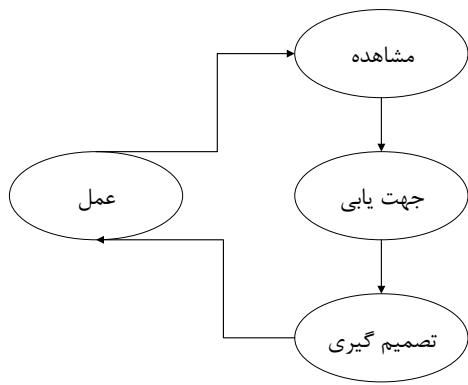 مشاهده
جهت یابی
عمل
تصمیم گیری